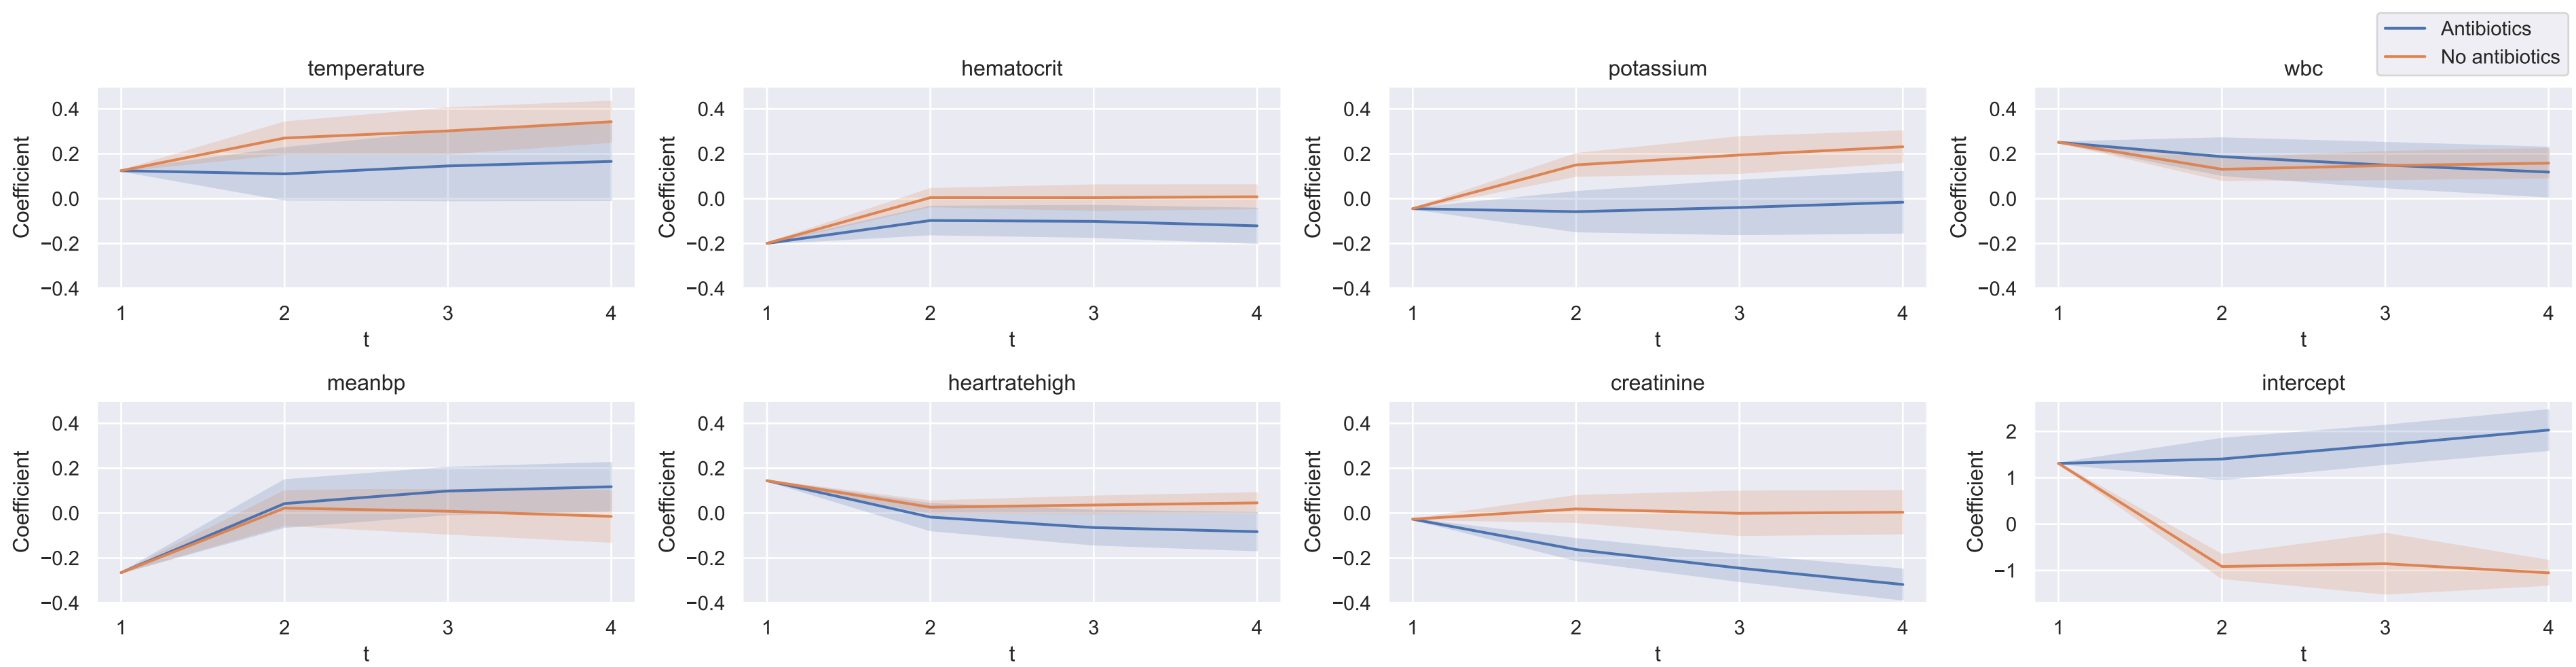 Antibiotics
No antibiotics
temperature
Coefficient
0.4
0.2
0.0
−0.2
−0.4
1 2 3 4
t
hematocrit
Coefficient
0.4
0.2
0.0
−0.2
−0.4
1 2 3 4
t
potassium
Coefficient
0.4
0.2
0.0
−0.2
−0.4
1 2 3 4
t
wbc
Coefficient
0.4
0.2
0.0
−0.2
−0.4
1 2 3 4
t
meanbp
Coefficient
0.4
0.2
0.0
−0.2
−0.4
1 2 3 4
t
heartratehigh
Coefficient
0.4
0.2
0.0
−0.2
−0.4
1 2 3 4
t
creatinine
Coefficient
0.4
0.2
0.0
−0.2
−0.4
1 2 3 4
t
intercept
Coefficient
2
1
0
−1
1 2 3 4
t